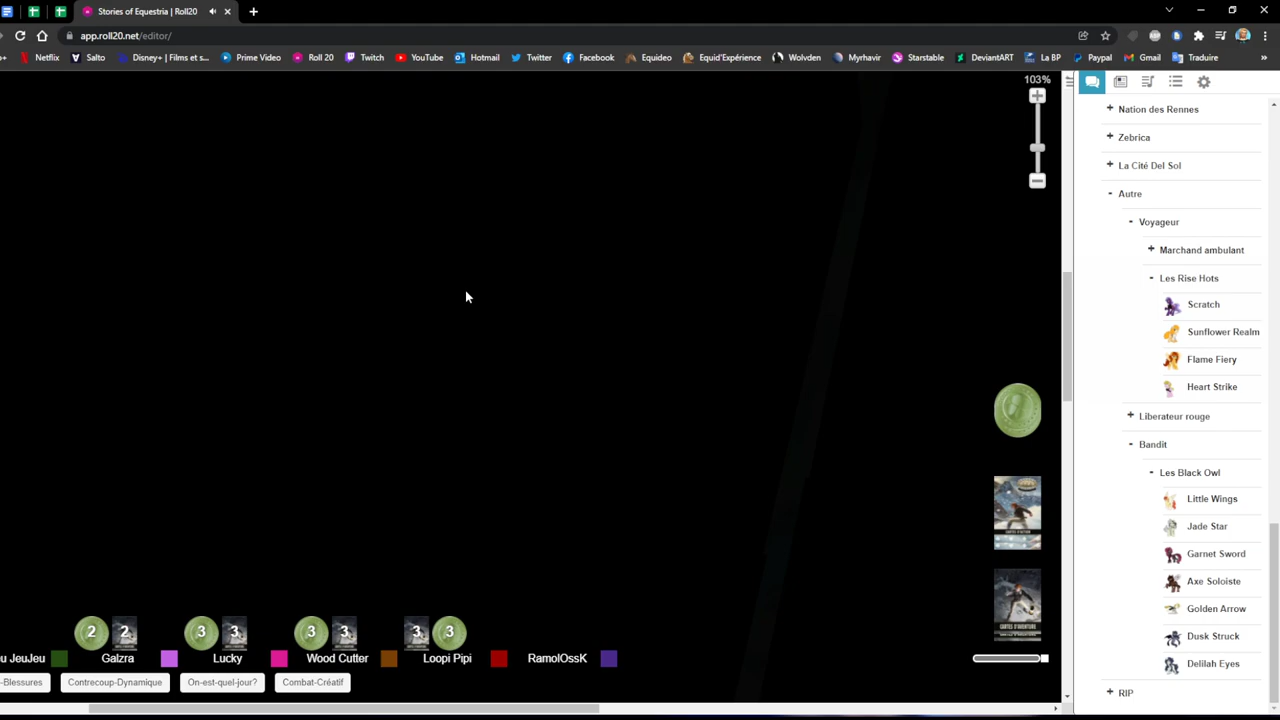 Stories of Equestria | Roll20
app.roll20.net/editor/
Netflix Salto Disney+ | Films et s... Prime Video Roll 20 Twitch YouTube Hotmail Twitter Facebook Equideo Equid'Expérience Wolvden Myrhavir Starstable DeviantART La BP Paypal Gmail Traduire »
103%
Nation des Rennes
Zebrica
La Cité Del Sol
Autre
Voyageur
Marchand ambulant
Les Rise Hots
Scratch
Sunflower Realm
Flame Fiery
Heart Strike
Liberateur rouge
Bandit
Les Black Owl
Little Wings
Jade Star
Garnet Sword
Axe Soloiste
Golden Arrow
Dusk Struck
Delilah Eyes
RIP
2 2 3 3 3 3 3 3
u JeuJeu Galzra Lucky Wood Cutter Loopi Pipi RamolOssK
-Blessures Contrecoup-Dynamique On-est-quel-jour? Combat-Créatif